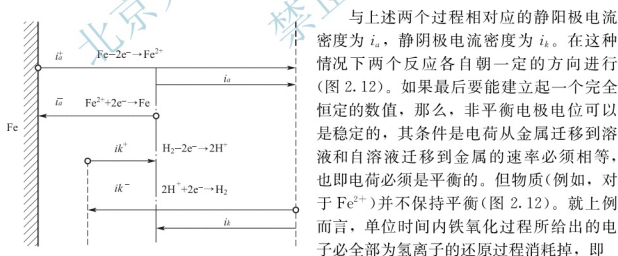 Fe
i⁺ₐ
Fe−2e⁻→Fe²⁺
iₐ
i⁻ₐ
Fe²⁺+2e⁻→Fe
ik⁺
H₂−2e⁻→2H⁺
ik⁻
2H⁺+2e⁻→H₂
iₖ
与上述两个过程相对应的静阳极电流
密度为 iₐ，静阴极电流密度为 iₖ。在这种
情况下两个反应各自朝一定的方向进行
(图 2.12)。如果最后要能建立起一个完全
恒定的数值，那么，非平衡电极电位可以
是稳定的，其条件是电荷从金属迁移到溶
液和自溶液迁移到金属的速率必须相等，
也即电荷必须是平衡的。但物质(例如，对
于 Fe²⁺)并不保持平衡(图 2.12)。就上例
而言，单位时间内铁氧化过程所给出的电
子必全部为氢离子的还原过程消耗掉，即
北京
禁